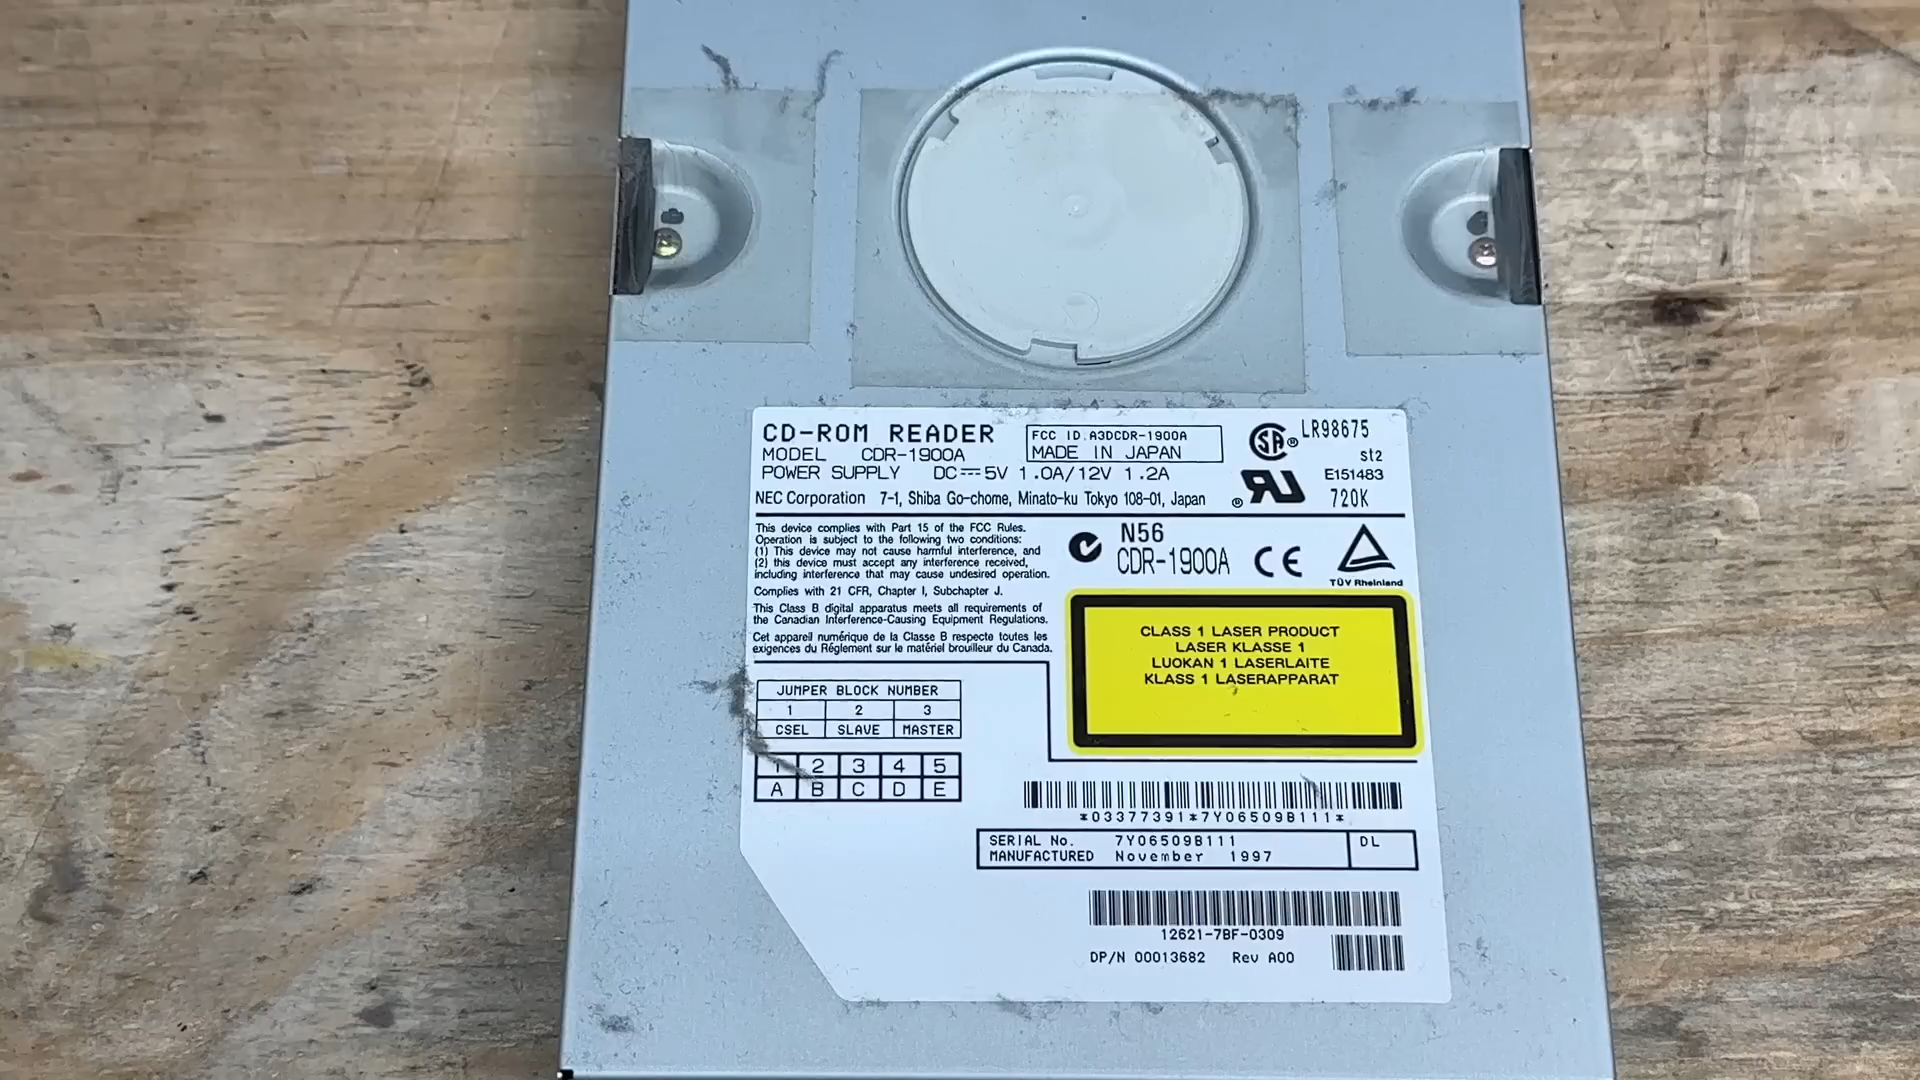 CD-ROM READER
MODEL CDR-1900A
POWER SUPPLY DC⎓5V 1.0A/12V 1.2A
FCC ID.A3DCDR-1900A
MADE IN JAPAN
SA® LR98675
st2
E151483
720K
NEC Corporation 7-1, Shiba Go-chome, Minato-ku Tokyo 108-01, Japan
This device complies with Part 15 of the FCC Rules.
Operation is subject to the following two conditions:
(1) This device may not cause harmful interference, and
(2) this device must accept any interference received,
including interference that may cause undesired operation.
Complies with 21 CFR, Chapter I, Subchapter J.
This Class B digital apparatus meets all requirements of
the Canadian Interference-Causing Equipment Regulations.
Cet appareil numérique de la Classe B respecte toutes les
exigences du Réglement sur le matériel brouilleur du Canada.
N56
CDR-1900A
CE
TÜV Rheinland
CLASS 1 LASER PRODUCT
LASER KLASSE 1
LUOKAN 1 LASERLAITE
KLASS 1 LASERAPPARAT
JUMPER BLOCK NUMBER
1 2 3
CSEL SLAVE MASTER
1 2 3 4 5
A B C D E
*03377391*7Y06509B111*
SERIAL No. 7Y06509B111 DL
MANUFACTURED November 1997
12621-7BF-0309
DP/N 00013682 Rev A00